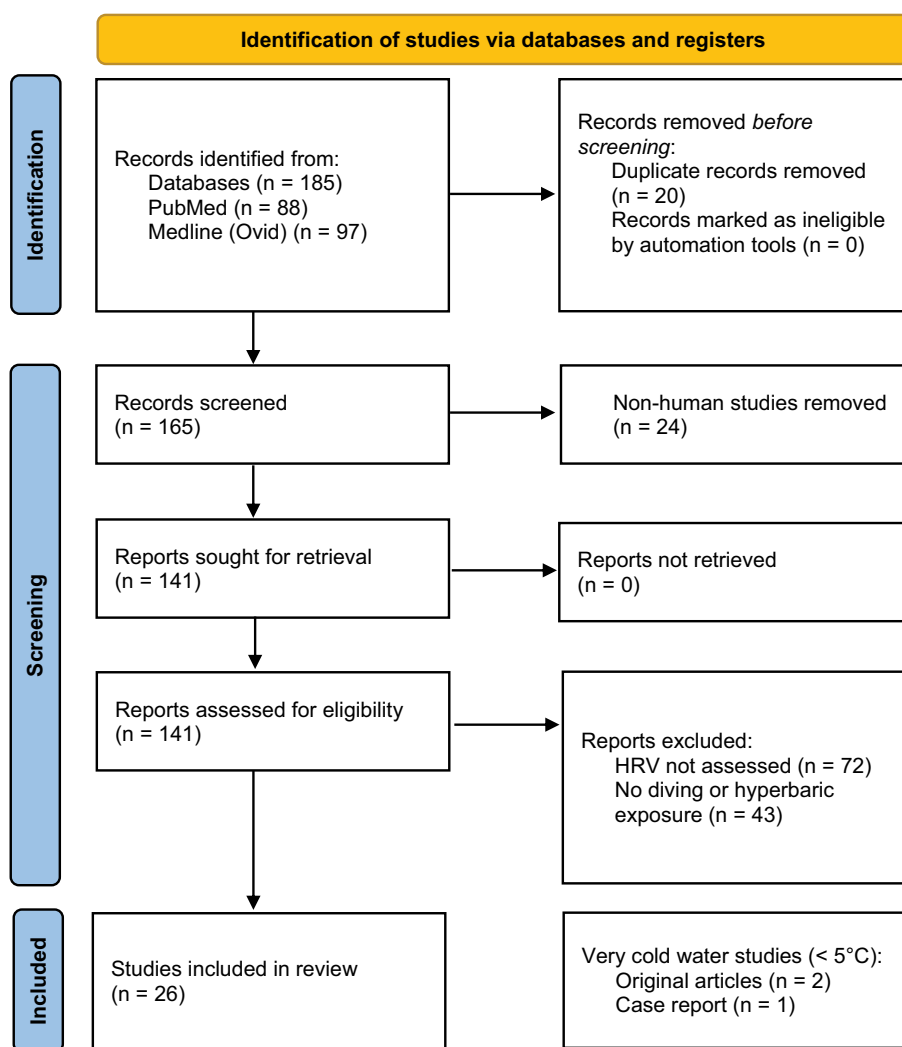 Identification of studies via databases and registers
Identification
Records identified from:
Databases (n = 185)
PubMed (n = 88)
Medline (Ovid) (n = 97)
Records removed before
screening:
Duplicate records removed
(n = 20)
Records marked as ineligible
by automation tools (n = 0)
Screening
Records screened
(n = 165)
Non-human studies removed
(n = 24)
Reports sought for retrieval
(n = 141)
Reports not retrieved
(n = 0)
Reports assessed for eligibility
(n = 141)
Reports excluded:
HRV not assessed (n = 72)
No diving or hyperbaric
exposure (n = 43)
Included
Studies included in review
(n = 26)
Very cold water studies (< 5°C):
Original articles (n = 2)
Case report (n = 1)